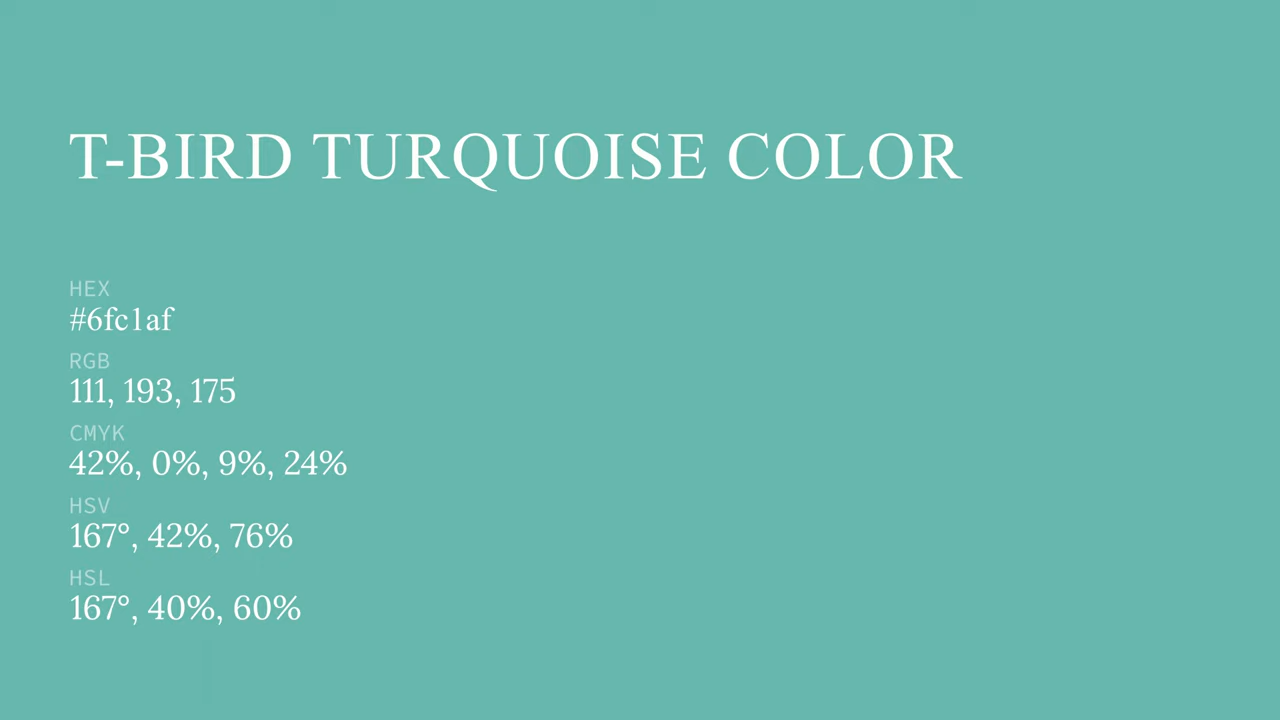 T-BIRD TURQUOISE COLOR
HEX
#6fc1af
RGB
111, 193, 175
CMYK
42%, 0%, 9%, 24%
HSV
167°, 42%, 76%
HSL
167°, 40%, 60%